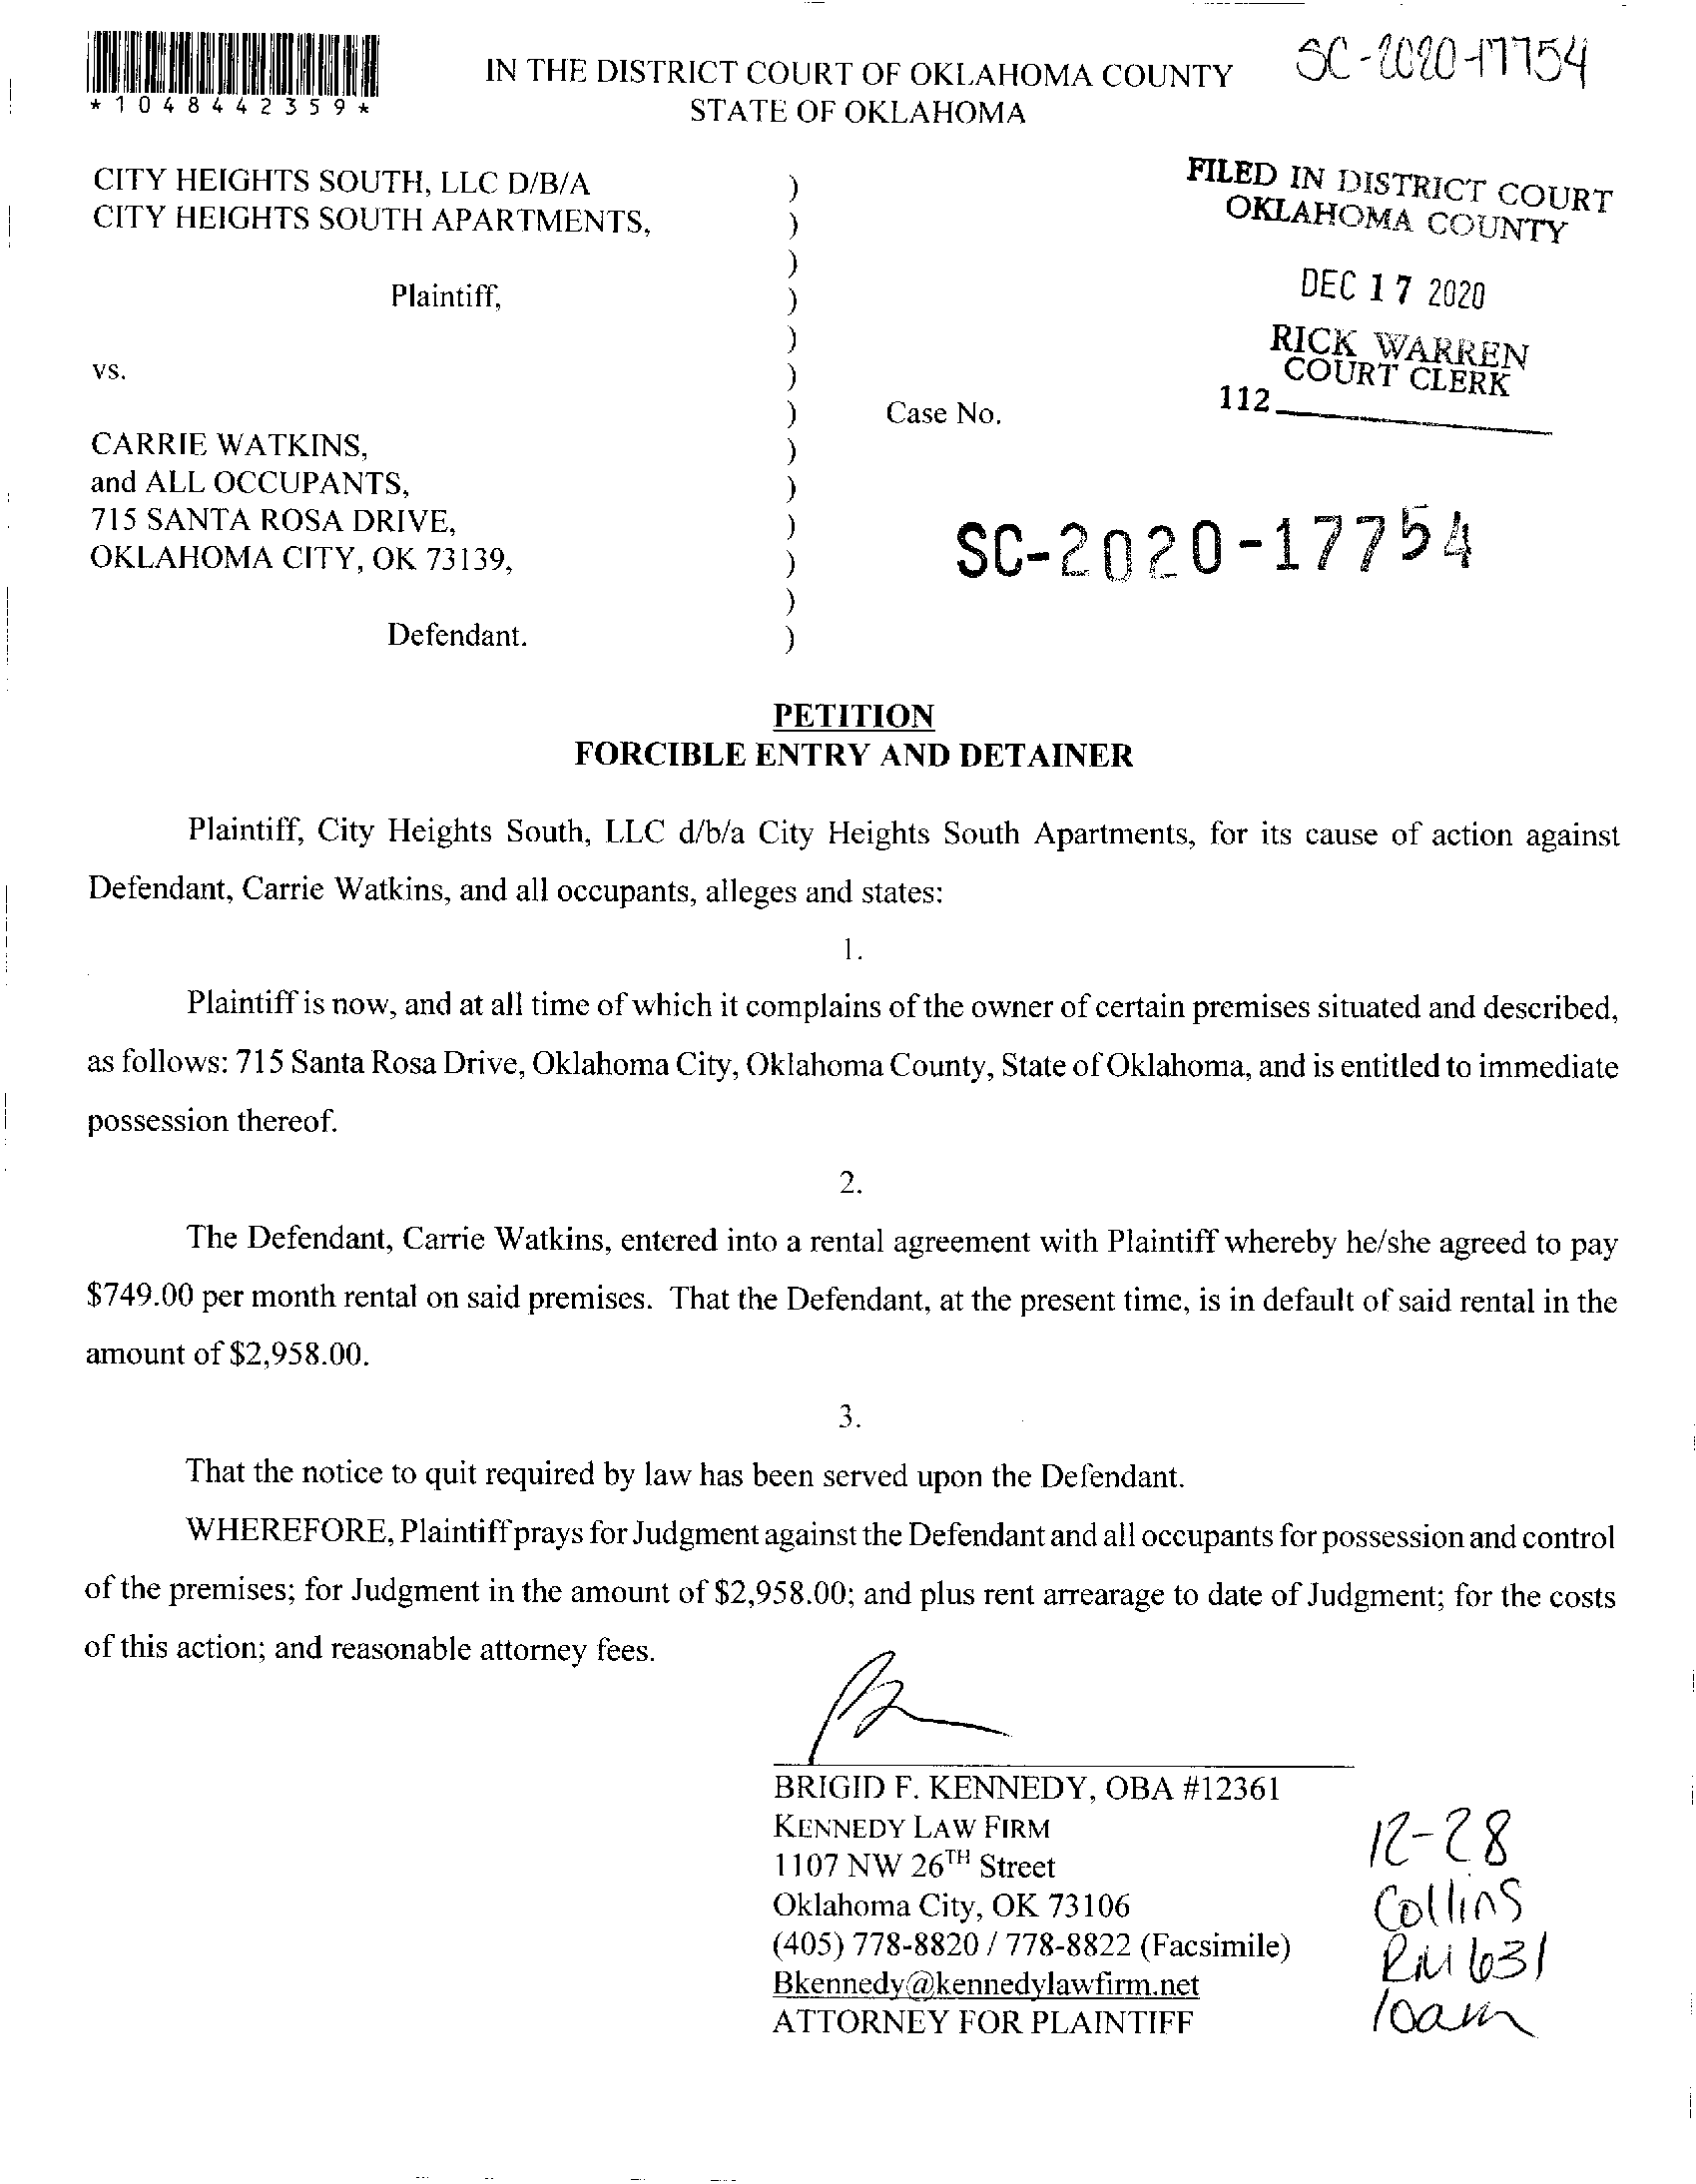 SC-2020-17754
*1048442359*
IN THE DISTRICT COURT OF OKLAHOMA COUNTY
STATE OF OKLAHOMA
CITY HEIGHTS SOUTH, LLC D/B/A )
CITY HEIGHTS SOUTH APARTMENTS, )
)
Plaintiff, )
)
vs. )
)
CARRIE WATKINS, )
and ALL OCCUPANTS, )
715 SANTA ROSA DRIVE, )
OKLAHOMA CITY, OK 73139, )
)
Defendant. )
FILED IN DISTRICT COURT
OKLAHOMA COUNTY
DEC 17 2020
RICK WARREN
COURT CLERK
112
Case No.
SC-2020-17754
PETITION
FORCIBLE ENTRY AND DETAINER
Plaintiff, City Heights South, LLC d/b/a City Heights South Apartments, for its cause of action against
Defendant, Carrie Watkins, and all occupants, alleges and states:
1.
Plaintiff is now, and at all time of which it complains of the owner of certain premises situated and described,
as follows: 715 Santa Rosa Drive, Oklahoma City, Oklahoma County, State of Oklahoma, and is entitled to immediate
possession thereof.
2.
The Defendant, Carrie Watkins, entered into a rental agreement with Plaintiff whereby he/she agreed to pay
$749.00 per month rental on said premises. That the Defendant, at the present time, is in default of said rental in the
amount of $2,958.00.
3.
That the notice to quit required by law has been served upon the Defendant.
WHEREFORE, Plaintiff prays for Judgment against the Defendant and all occupants for possession and control
of the premises; for Judgment in the amount of $2,958.00; and plus rent arrearage to date of Judgment; for the costs
of this action; and reasonable attorney fees.
BRIGID F. KENNEDY, OBA #12361
KENNEDY LAW FIRM
1107 NW 26TH Street
Oklahoma City, OK 73106
(405) 778-8820 / 778-8822 (Facsimile)
Bkennedy@kennedylawfirm.net
ATTORNEY FOR PLAINTIFF
12-28
Collins
RM 631
10am